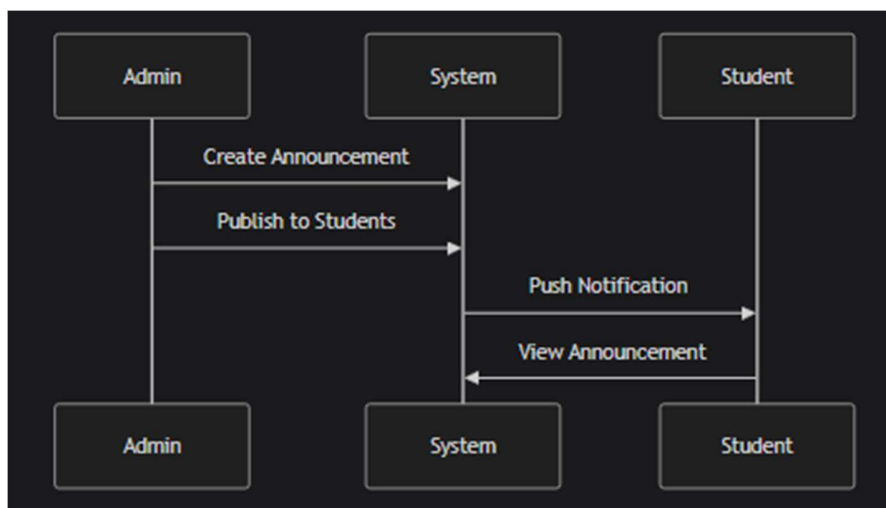 Admin
System
Student
Create Announcement
Publish to Students
Push Notification
View Announcement
Admin
System
Student